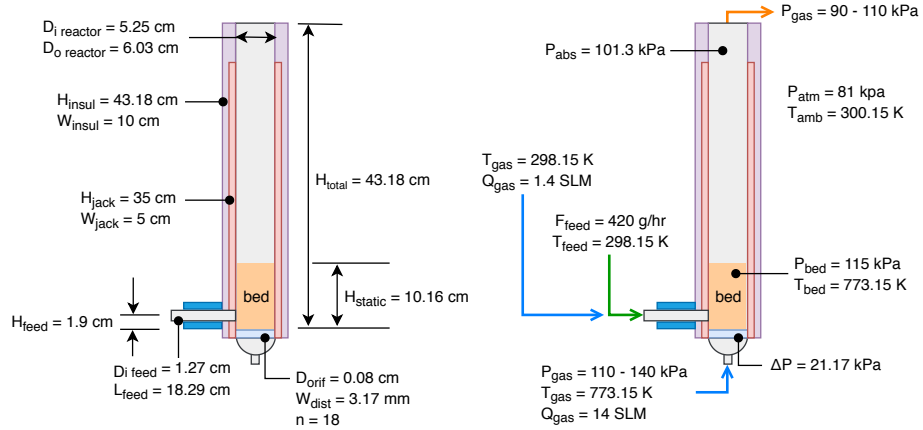 D_i reactor = 5.25 cm
D_o reactor = 6.03 cm
H_insul = 43.18 cm
W_insul = 10 cm
H_total = 43.18 cm
H_jack = 35 cm
W_jack = 5 cm
bed
H_static = 10.16 cm
H_feed = 1.9 cm
D_i feed = 1.27 cm
L_feed = 18.29 cm
D_orif = 0.08 cm
W_dist = 3.17 mm
n = 18
P_gas = 90 - 110 kPa
P_abs = 101.3 kPa
P_atm = 81 kpa
T_amb = 300.15 K
T_gas = 298.15 K
Q_gas = 1.4 SLM
F_feed = 420 g/hr
T_feed = 298.15 K
P_bed = 115 kPa
T_bed = 773.15 K
bed
ΔP = 21.17 kPa
P_gas = 110 - 140 kPa
T_gas = 773.15 K
Q_gas = 14 SLM